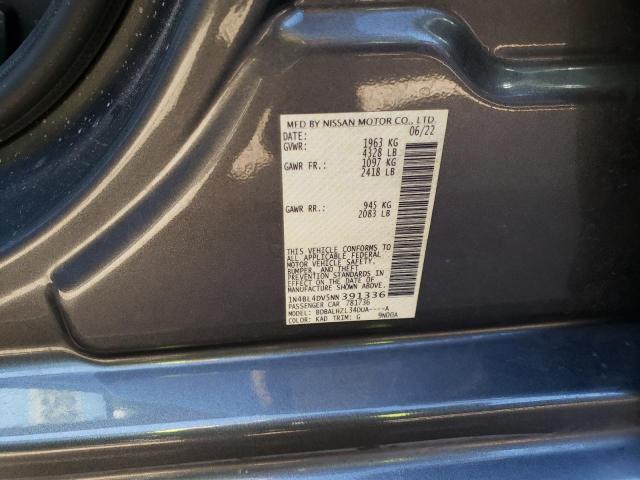 MFD BY NISSAN MOTOR CO., LTD.
DATE: 06/22
GVWR: 1963 KG
4328 LB
GAWR FR.: 1097 KG
2418 LB
GAWR RR.: 945 KG
2083 LB
THIS VEHICLE CONFORMS TO
ALL APPLICABLE FEDERAL
MOTOR VEHICLE SAFETY,
BUMPER, AND THEFT
PREVENTION STANDARDS IN
EFFECT ON THE DATE OF
MANUFACTURE SHOWN ABOVE.
1N4BL4DV5NN391336
PASSENGER CAR 781736
MODEL: BDBALHZL34DUA----A
COLOR: KAD TRIM: G 9N00A